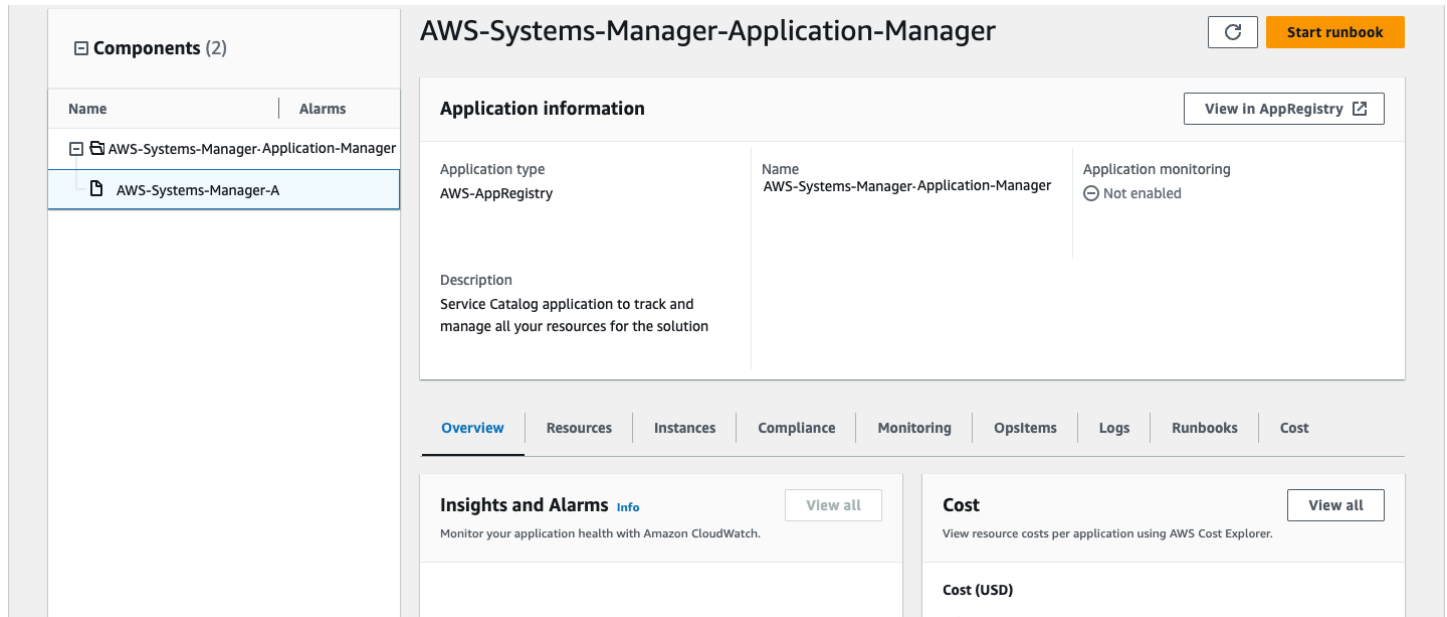 Components (2)
Name
Alarms
AWS-Systems-Manager-Application-Manager
AWS-Systems-Manager-A
AWS-Systems-Manager-Application-Manager
Start runbook
Application information
View in AppRegistry
Application type
AWS-AppRegistry
Name
AWS-Systems-Manager-Application-Manager
Application monitoring
Not enabled
Description
Service Catalog application to track and
manage all your resources for the solution
Overview
Resources
Instances
Compliance
Monitoring
OpsItems
Logs
Runbooks
Cost
Insights and Alarms Info
View all
Monitor your application health with Amazon CloudWatch.
Cost
View all
View resource costs per application using AWS Cost Explorer.
Cost (USD)